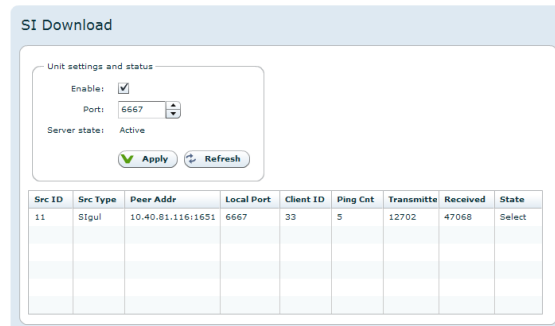 SI Download
Unit settings and status
Enable:
Port: 6667
Server state: Active
Apply Refresh
Src ID Src Type Peer Addr Local Port Client ID Ping Cnt Transmitte Received State
11 SIgul 10.40.81.116:1651 6667 33 5 12702 47068 Select